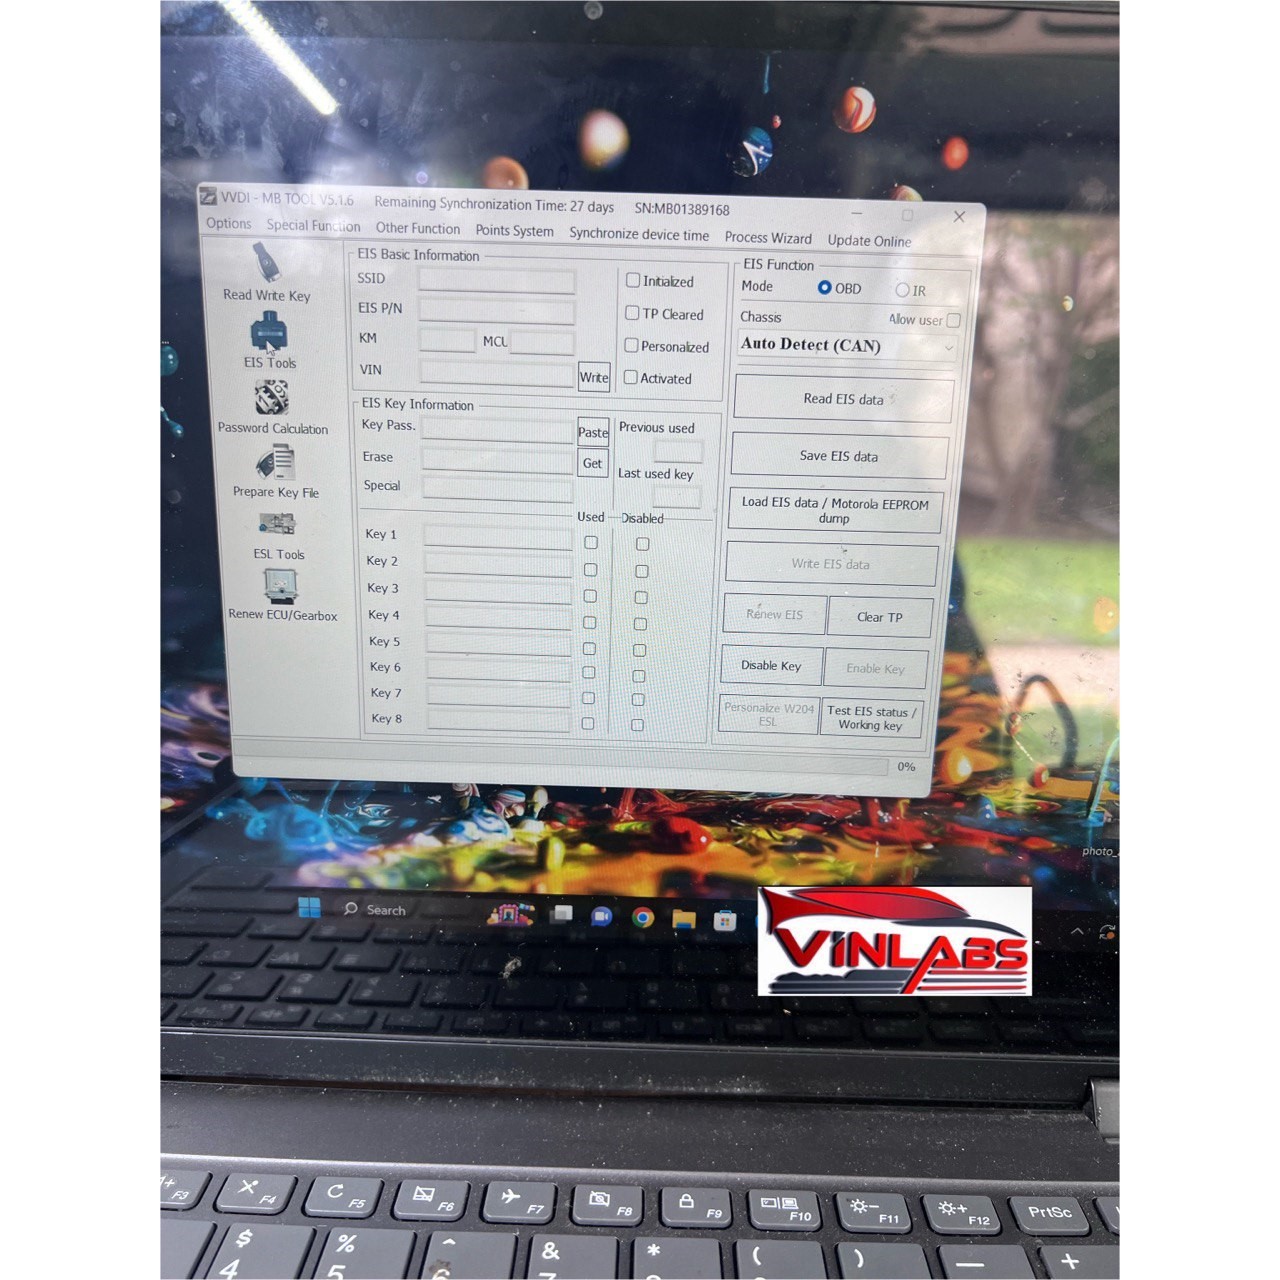 VVDI - MB TOOL V5.1.6 Remaining Synchronization Time: 27 days SN:MB01389168
Options Special Function Other Function Points System Synchronize device time Process Wizard Update Online
Read Write Key
EIS Tools
Password Calculation
Prepare Key File
ESL Tools
Renew ECU/Gearbox
EIS Basic Information
SSID
EIS P/N
KM MCU
VIN Write
Initialized
TP Cleared
Personalized
Activated
EIS Key Information
Key Pass. Paste
Erase Get
Special
Previous used
Last used key
Used Disabled
Key 1
Key 2
Key 3
Key 4
Key 5
Key 6
Key 7
Key 8
EIS Function
Mode OBD IR
Chassis Allow user
Auto Detect (CAN)
Read EIS data
Save EIS data
Load EIS data / Motorola EEPROM
dump
Write EIS data
Renew EIS Clear TP
Disable Key Enable Key
Personalize W204
ESL
Test EIS status /
Working key
0%
photo_
Search
VINLABS
F3 F4 F5 F6 F7 F8 F9 F10 F11 F12 PrtSc
$ % ^ & * ( ) — +
4 5 6 7